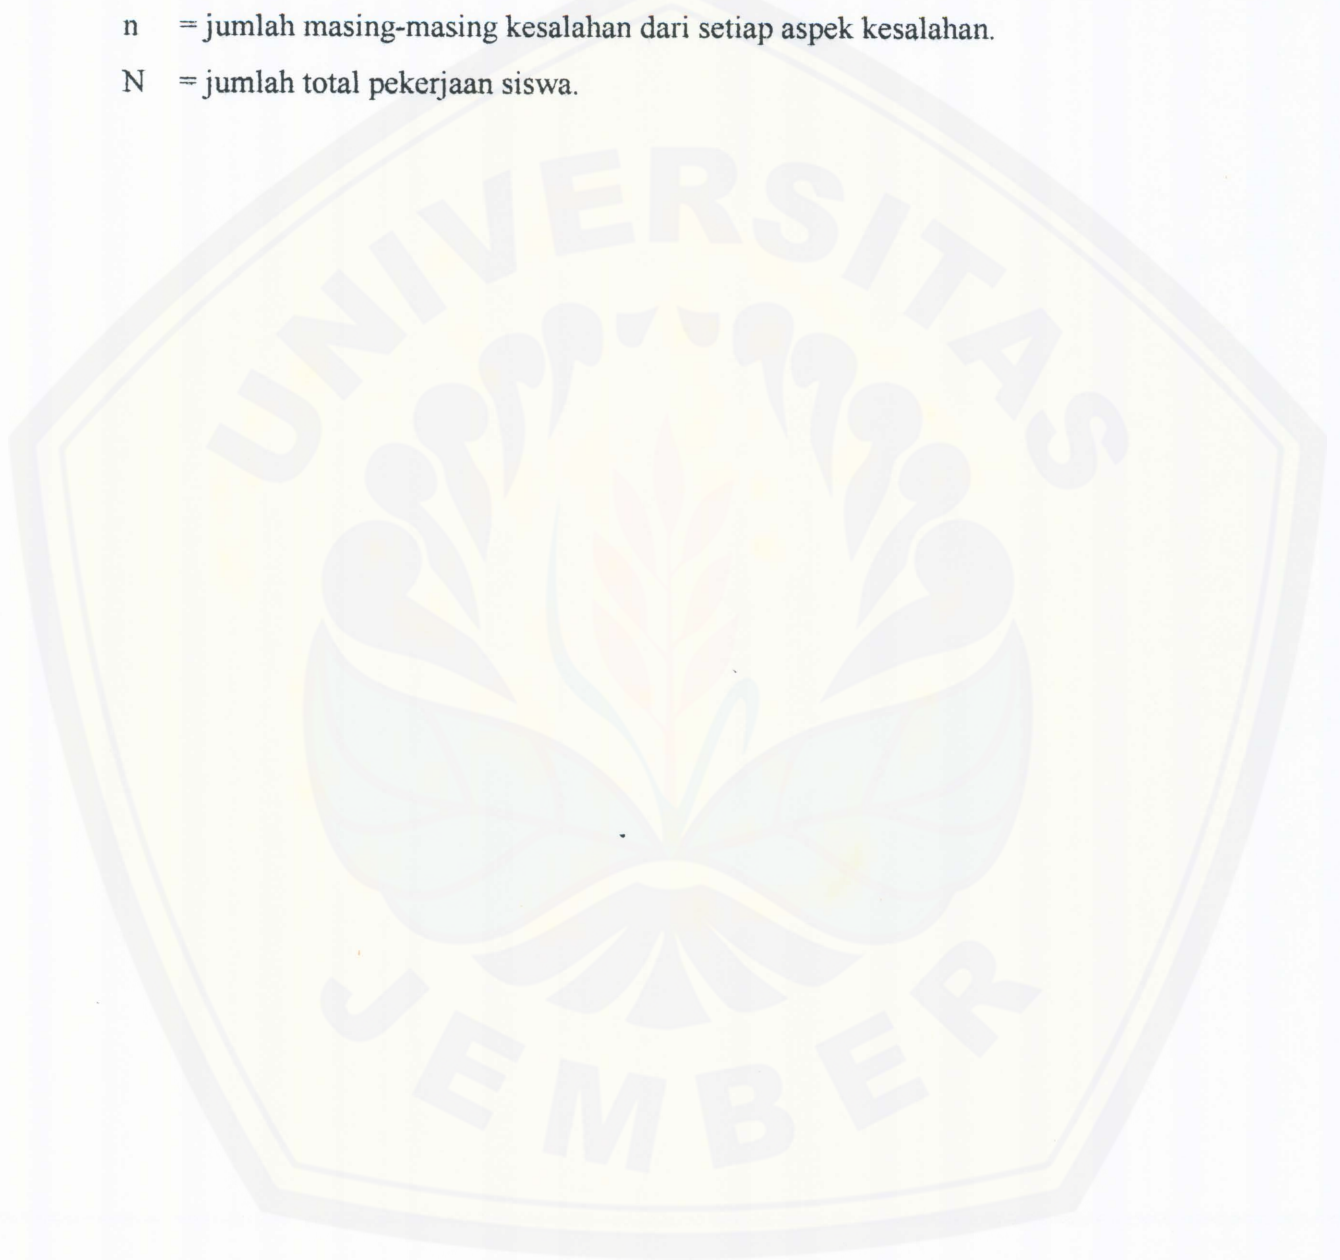 n = jumlah masing-masing kesalahan dari setiap aspek kesalahan.
N = jumlah total pekerjaan siswa.
UNIVERSITAS
JEMBER